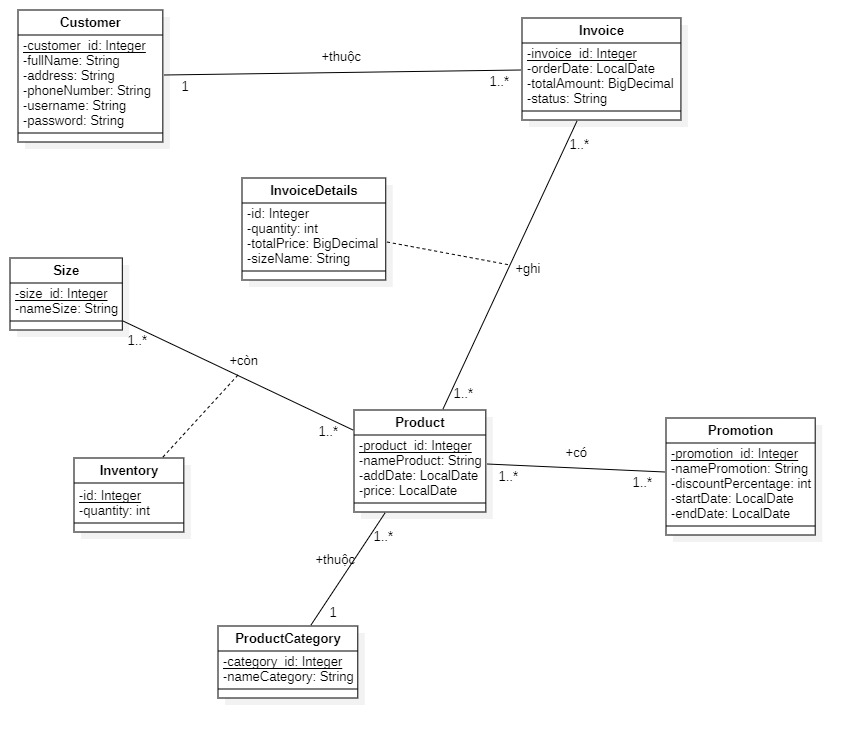 Customer
-customer_id: Integer
-fullName: String
-address: String
-phoneNumber: String
-username: String
-password: String
+thuộc
1
1..*
Invoice
-invoice_id: Integer
-orderDate: LocalDate
-totalAmount: BigDecimal
-status: String
1..*
InvoiceDetails
-id: Integer
-quantity: int
-totalPrice: BigDecimal
-sizeName: String
+ghi
Size
-size_id: Integer
-nameSize: String
1..*
+còn
1..*
1..*
Inventory
-id: Integer
-quantity: int
Product
-product_id: Integer
-nameProduct: String
-addDate: LocalDate
-price: LocalDate
+có
1..*
1..*
Promotion
-promotion_id: Integer
-namePromotion: String
-discountPercentage: int
-startDate: LocalDate
-endDate: LocalDate
1..*
+thuộc
1
ProductCategory
-category_id: Integer
-nameCategory: String